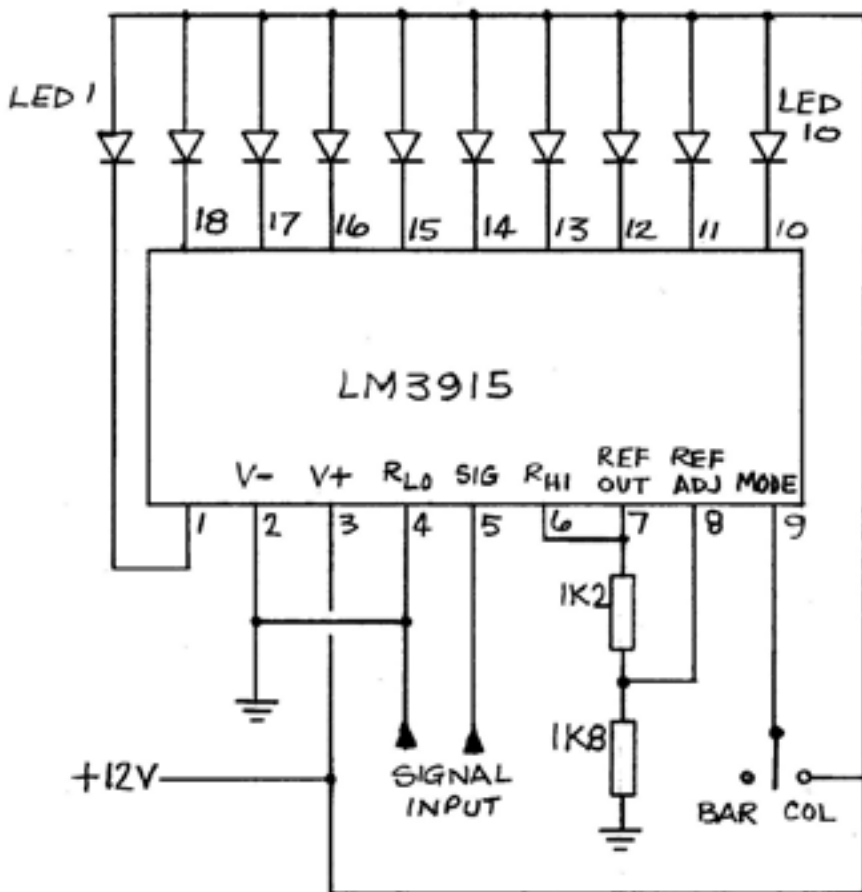 LED 1
LED
10
18 17 16 15 14 13 12 11 10
LM3915
V- V+ RLO SIG RHI REF OUT REF ADJ MODE
1 2 3 4 5 6 7 8 9
1K2
1K8
+12V
SIGNAL
INPUT
BAR COL